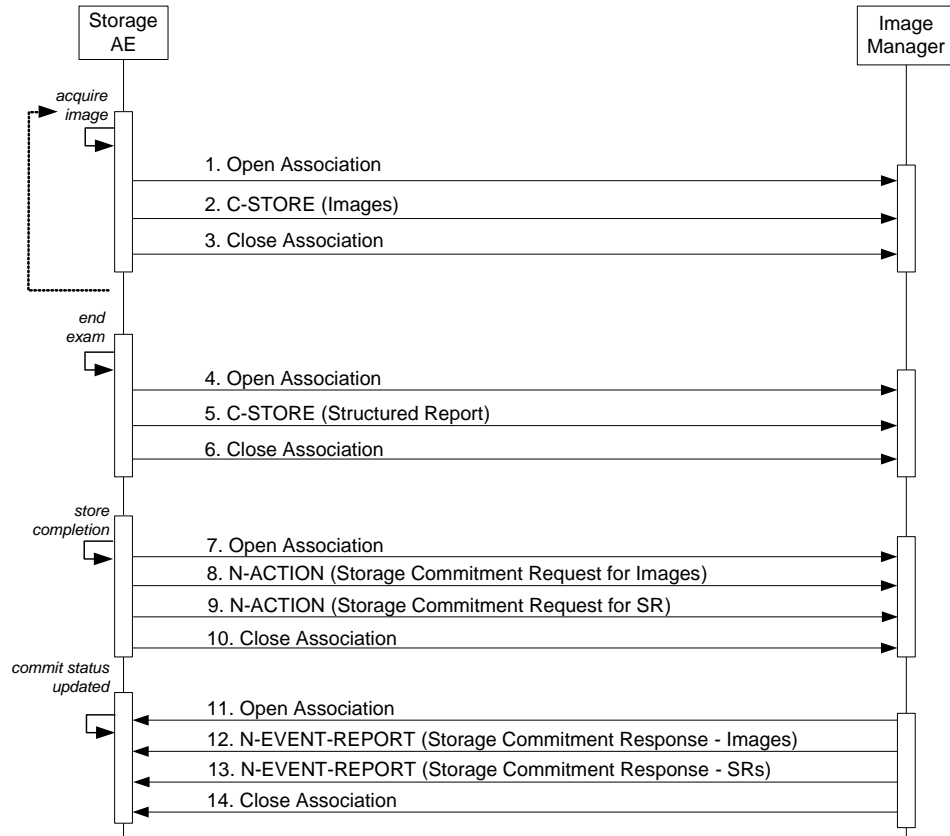 Storage
AE
Image
Manager
acquire
image
1. Open Association
2. C-STORE (Images)
3. Close Association
end
exam
4. Open Association
5. C-STORE (Structured Report)
6. Close Association
store
completion
7. Open Association
8. N-ACTION (Storage Commitment Request for Images)
9. N-ACTION (Storage Commitment Request for SR)
10. Close Association
commit status
updated
11. Open Association
12. N-EVENT-REPORT (Storage Commitment Response - Images)
13. N-EVENT-REPORT (Storage Commitment Response - SRs)
14. Close Association